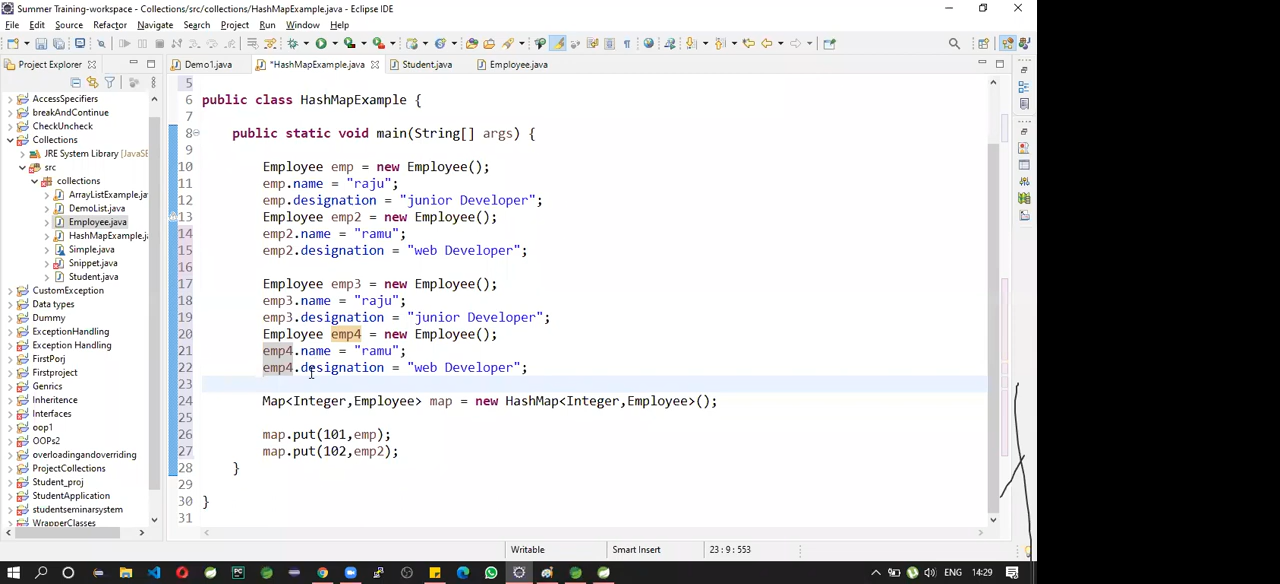 Summer Training-workspace - Collections/src/collections/HashMapExample.java - Eclipse IDE
File Edit Source Refactor Navigate Search Project Run Window Help
Project Explorer
Demo1.java *HashMapExample.java Student.java Employee.java
AccessSpecifiers
breakAndContinue
CheckUncheck
Collections
JRE System Library [JavaSE
src
collections
ArrayListExample.ja
DemoList.java
Employee.java
HashMapExample.j
Simple.java
Snippet.java
Student.java
CustomException
Data types
Dummy
ExceptionHandling
Exception Handling
FirstPorj
Firstproject
Genrics
Inheritence
Interfaces
oop1
OOPs2
overloadingandoverriding
ProjectCollections
Student_proj
StudentApplication
studentseminarsystem
WrapperClasses
5
6 public class HashMapExample {
7
8 public static void main(String[] args) {
9
10 Employee emp = new Employee();
11 emp.name = "raju";
12 emp.designation = "junior Developer";
13 Employee emp2 = new Employee();
14 emp2.name = "ramu";
15 emp2.designation = "web Developer";
16
17 Employee emp3 = new Employee();
18 emp3.name = "raju";
19 emp3.designation = "junior Developer";
20 Employee emp4 = new Employee();
21 emp4.name = "ramu";
22 emp4.designation = "web Developer";
23
24 Map<Integer,Employee> map = new HashMap<Integer,Employee>();
25
26 map.put(101,emp);
27 map.put(102,emp2);
28 }
29
30 }
31
Writable Smart Insert 23 : 9 : 553
ENG 14:29